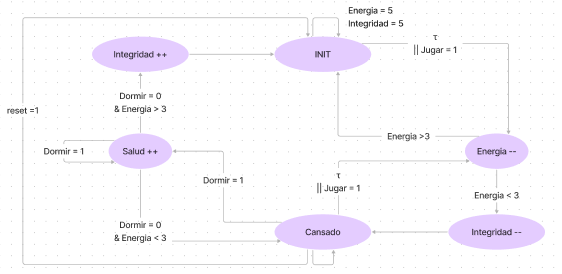 Energia = 5
Integridad = 5
τ
|| Jugar = 1
Integridad ++
INIT
Dormir = 0
& Energia > 3
reset =1
Energia >3
Dormir = 1
Salud ++
Energia --
τ
|| Jugar = 1
Dormir = 1
Energia < 3
Dormir = 0
& Energia < 3
Cansado
Integridad --